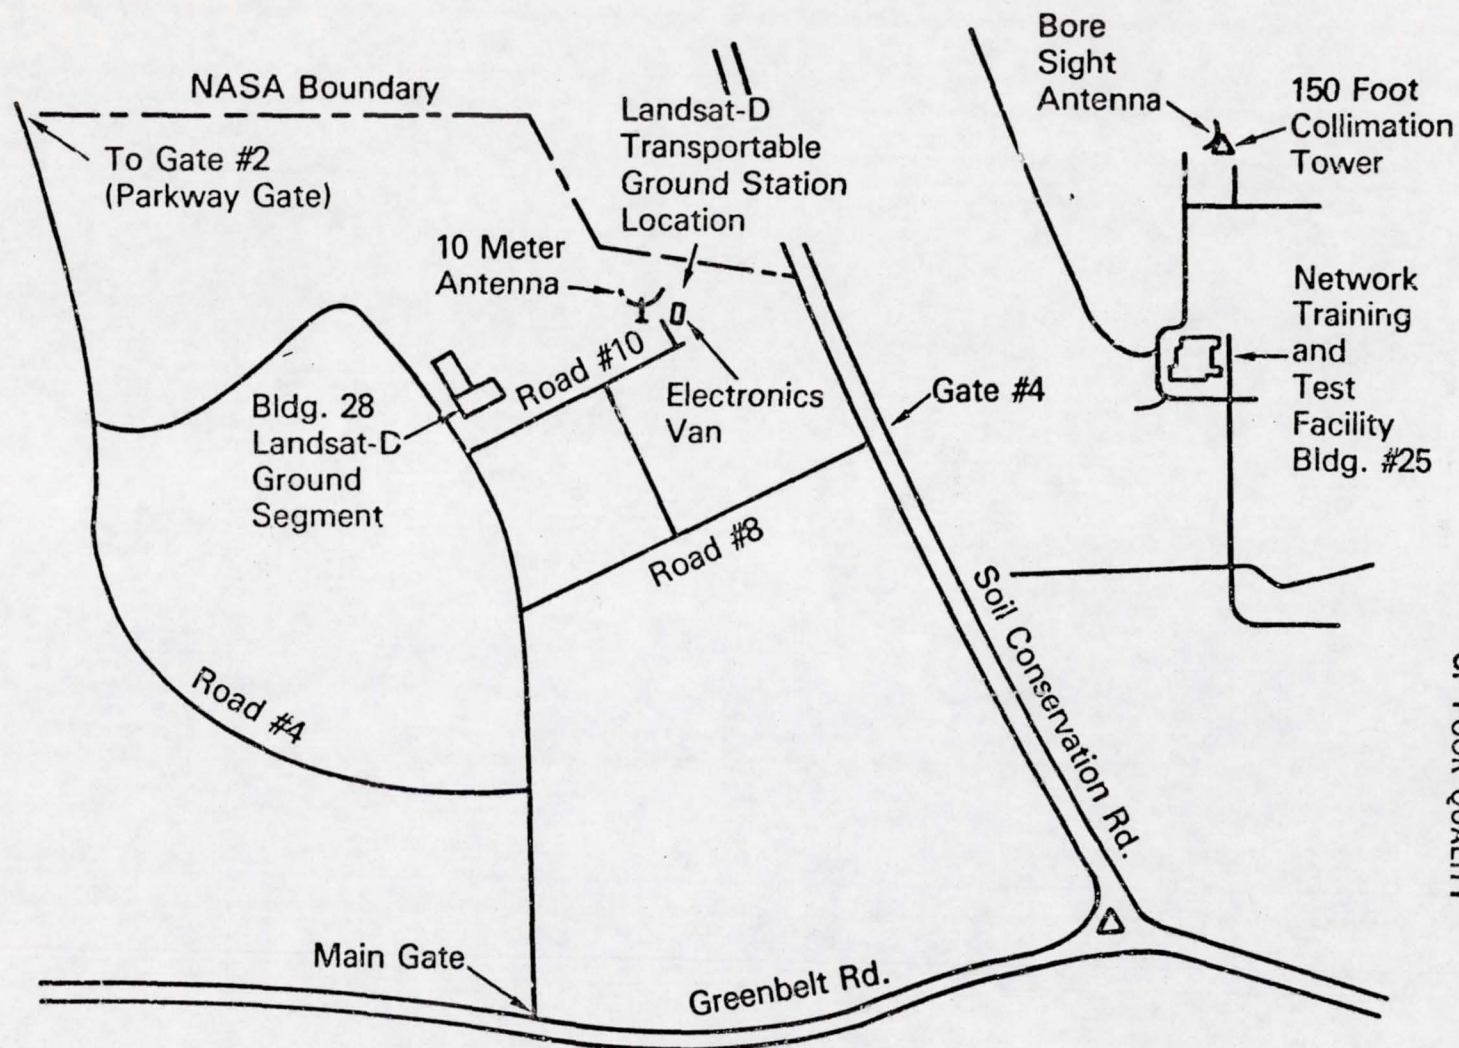 NASA Boundary
To Gate #2
(Parkway Gate)
Landsat-D
Transportable
Ground Station
Location
10 Meter
Antenna
Bore
Sight
Antenna
150 Foot
Collimation
Tower
Network
Training
and
Test
Facility
Bldg. #25
Road #10
Electronics
Van
Gate #4
Bldg. 28
Landsat-D
Ground
Segment
Road #8
Road #4
Soil Conservation Rd.
Main Gate
Greenbelt Rd.
POOR QUALITY